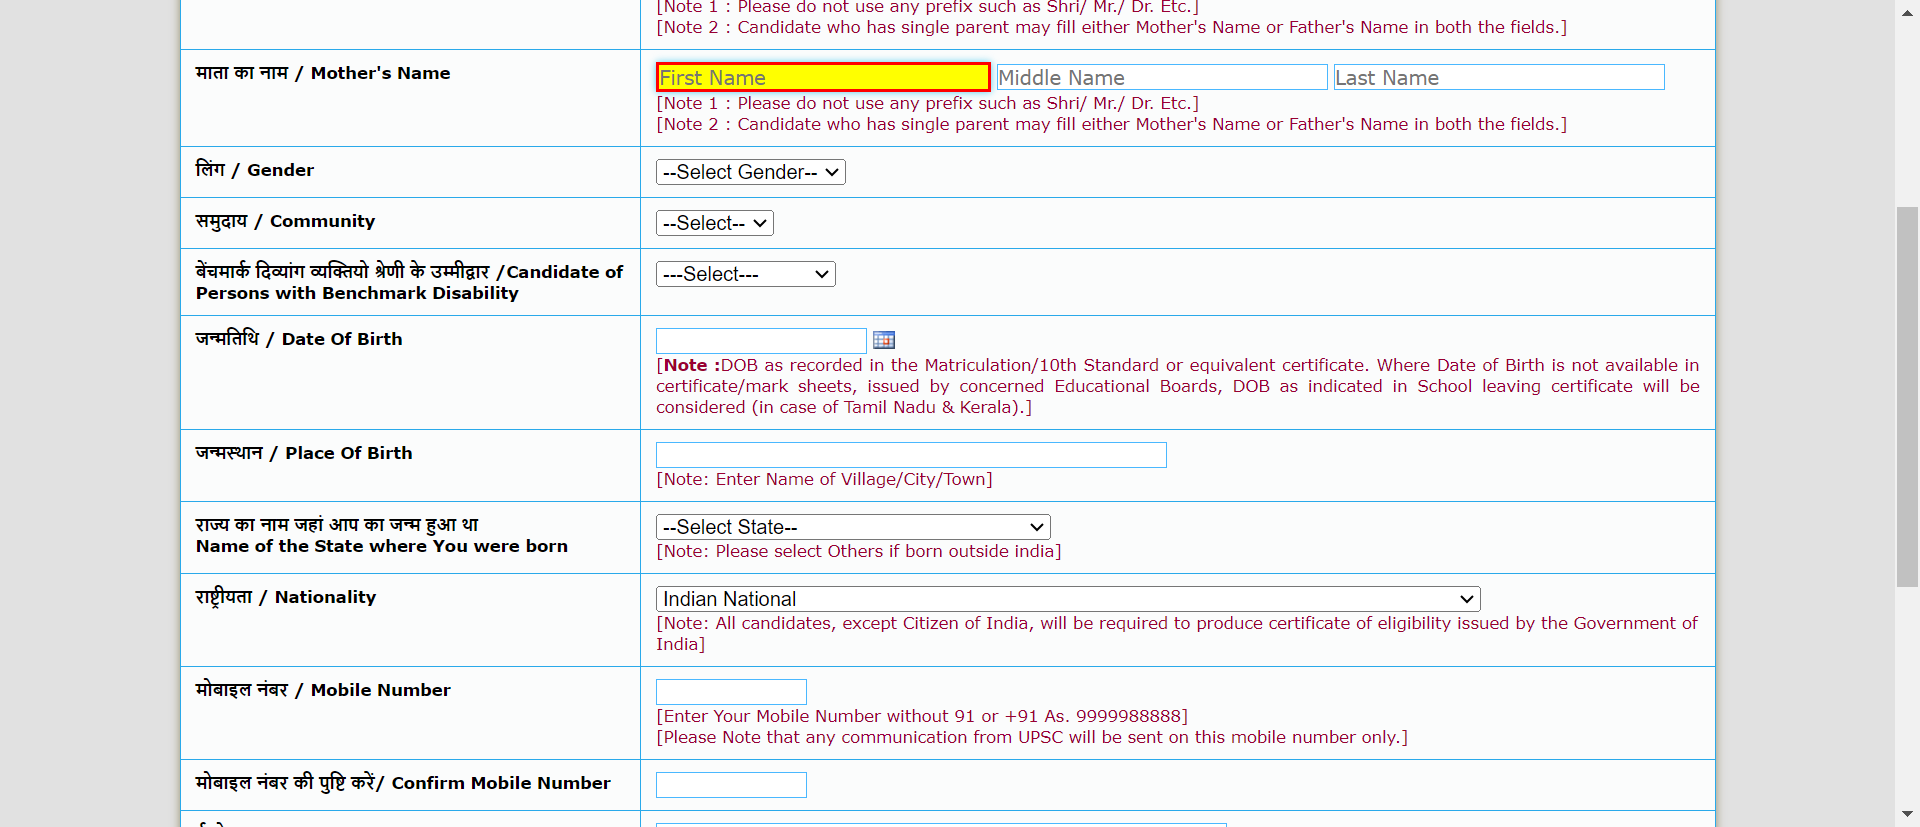 [Note 1 : Please do not use any prefix such as Shri/ Mr./ Dr. Etc.]
[Note 2 : Candidate who has single parent may fill either Mother's Name or Father's Name in both the fields.]
माता का नाम / Mother's Name
First Name Middle Name Last Name
[Note 1 : Please do not use any prefix such as Shri/ Mr./ Dr. Etc.]
[Note 2 : Candidate who has single parent may fill either Mother's Name or Father's Name in both the fields.]
लिंग / Gender
--Select Gender--
समुदाय / Community
--Select--
बेंचमार्क दिव्यांग व्यक्तियो श्रेणी के उम्मीद्वार /Candidate of
Persons with Benchmark Disability
---Select---
जन्मतिथि / Date Of Birth
[Note :DOB as recorded in the Matriculation/10th Standard or equivalent certificate. Where Date of Birth is not available in
certificate/mark sheets, issued by concerned Educational Boards, DOB as indicated in School leaving certificate will be
considered (in case of Tamil Nadu & Kerala).]
जन्मस्थान / Place Of Birth
[Note: Enter Name of Village/City/Town]
राज्य का नाम जहां आप का जन्म हुआ था
Name of the State where You were born
--Select State--
[Note: Please select Others if born outside india]
राष्ट्रीयता / Nationality
Indian National
[Note: All candidates, except Citizen of India, will be required to produce certificate of eligibility issued by the Government of
India]
मोबाइल नंबर / Mobile Number
[Enter Your Mobile Number without 91 or +91 As. 9999988888]
[Please Note that any communication from UPSC will be sent on this mobile number only.]
मोबाइल नंबर की पुष्टि करें/ Confirm Mobile Number